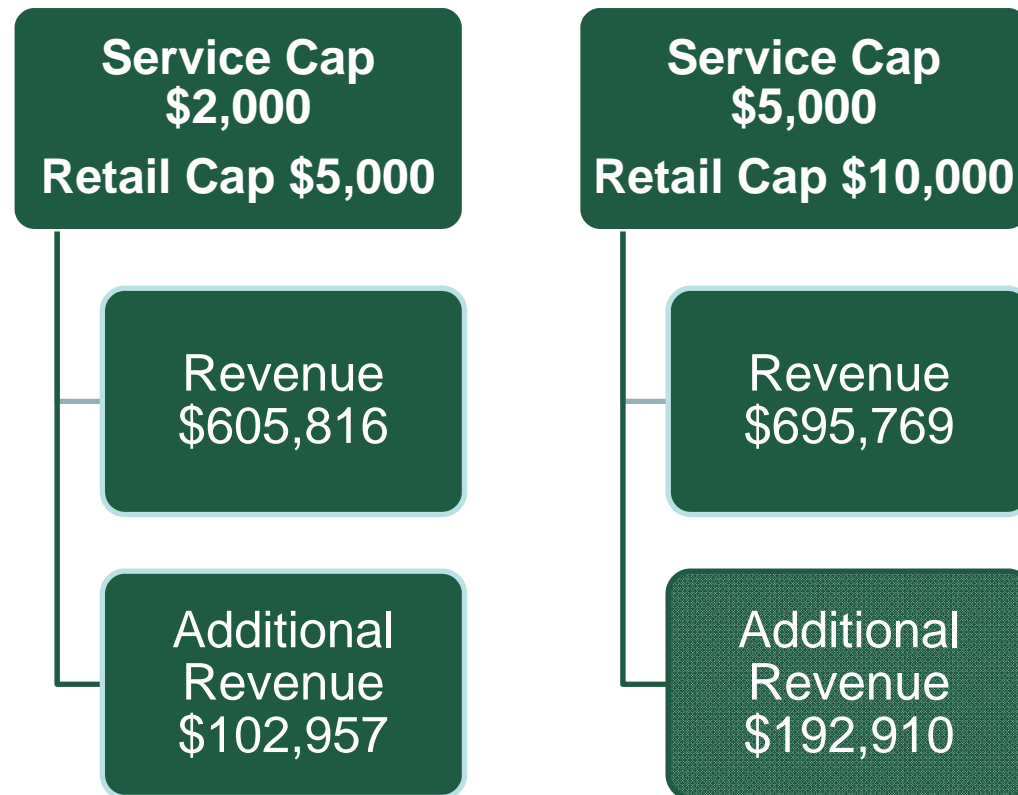 Service Cap
$2,000
Retail Cap $5,000
Revenue
$605,816
Additional
Revenue
$102,957
Service Cap
$5,000
Retail Cap $10,000
Revenue
$695,769
Additional
Revenue
$192,910